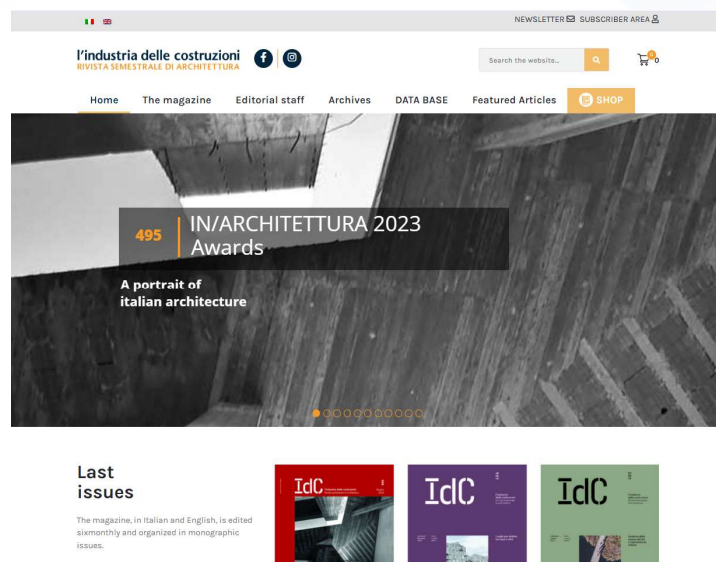 NEWSLETTER SUBSCRIBER AREA
l'industria delle costruzioni
RIVISTA SEMESTRALE DI ARCHITETTURA
Search the website...
0
0
Home The magazine Editorial staff Archives DATA BASE Featured Articles SHOP
495
IN/ARCHITETTURA 2023
Awards
A portrait of
italian architecture
Last
issues
The magazine, in Italian and English, is edited
sixmonthly and organized in monographic
issues.
IdC
IdC
IdC